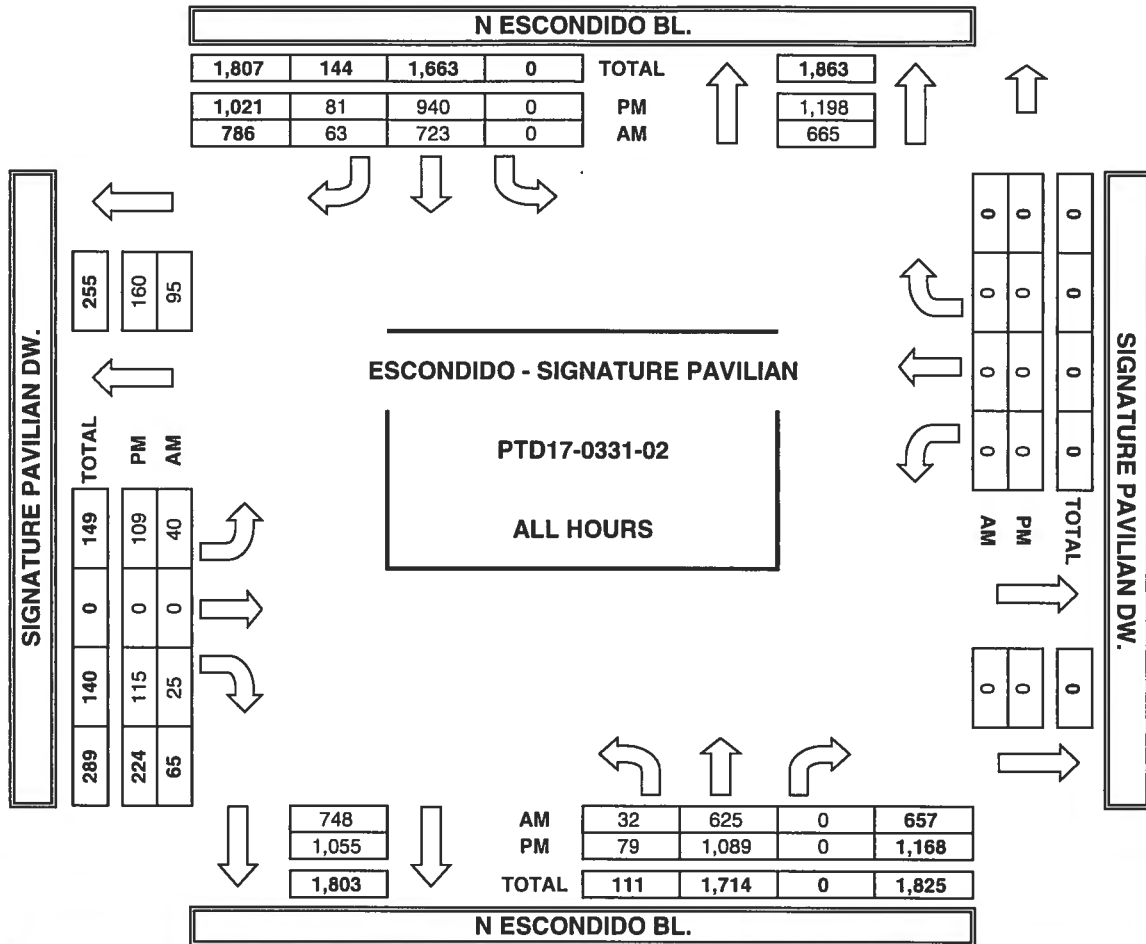 N ESCONDIDO BL.
1,807 144 1,663 0 TOTAL 1,863
1,021 81 940 0 PM 1,198
786 63 723 0 AM 665
SIGNATURE PAVILIAN DW.
255 160 95
TOTAL PM AM
149 109 40
0 0 0
140 115 25
289 224 65
ESCONDIDO - SIGNATURE PAVILIAN
PTD17-0331-02
ALL HOURS
0 0 0
0 0 0
0 0 0
0 0 0
AM PM TOTAL
0 0 0
SIGNATURE PAVILIAN DW.
748 AM 32 625 0 657
1,055 PM 79 1,089 0 1,168
1,803 TOTAL 111 1,714 0 1,825
N ESCONDIDO BL.